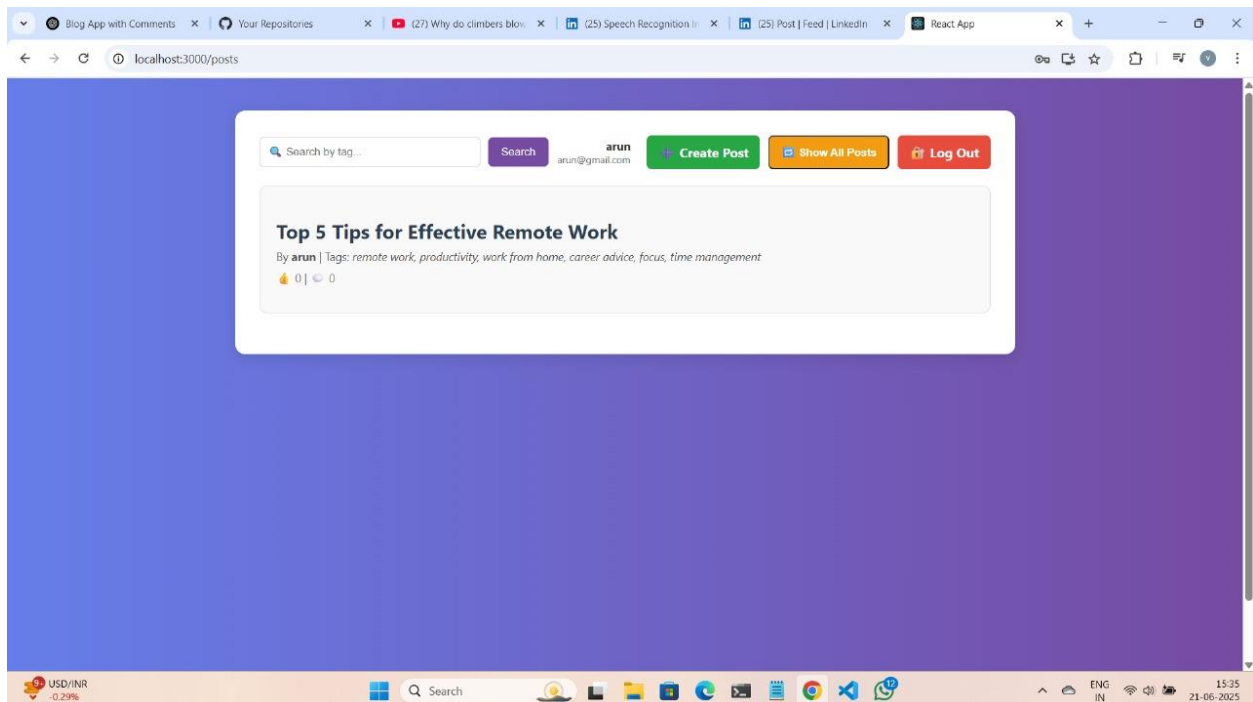 Blog App with Comments
Your Repositories
(27) Why do climbers blow
(25) Speech Recognition In
(25) Post | Feed | LinkedIn
React App
localhost:3000/posts
V
Search by tag...
Search
arun
arun@gmail.com
Create Post
Show All Posts
Log Out
Top 5 Tips for Effective Remote Work
By arun | Tags: remote work, productivity, work from home, career advice, focus, time management
0 | 0
USD/INR
-0.29%
Search
12
ENG
IN
15:35
21-06-2025